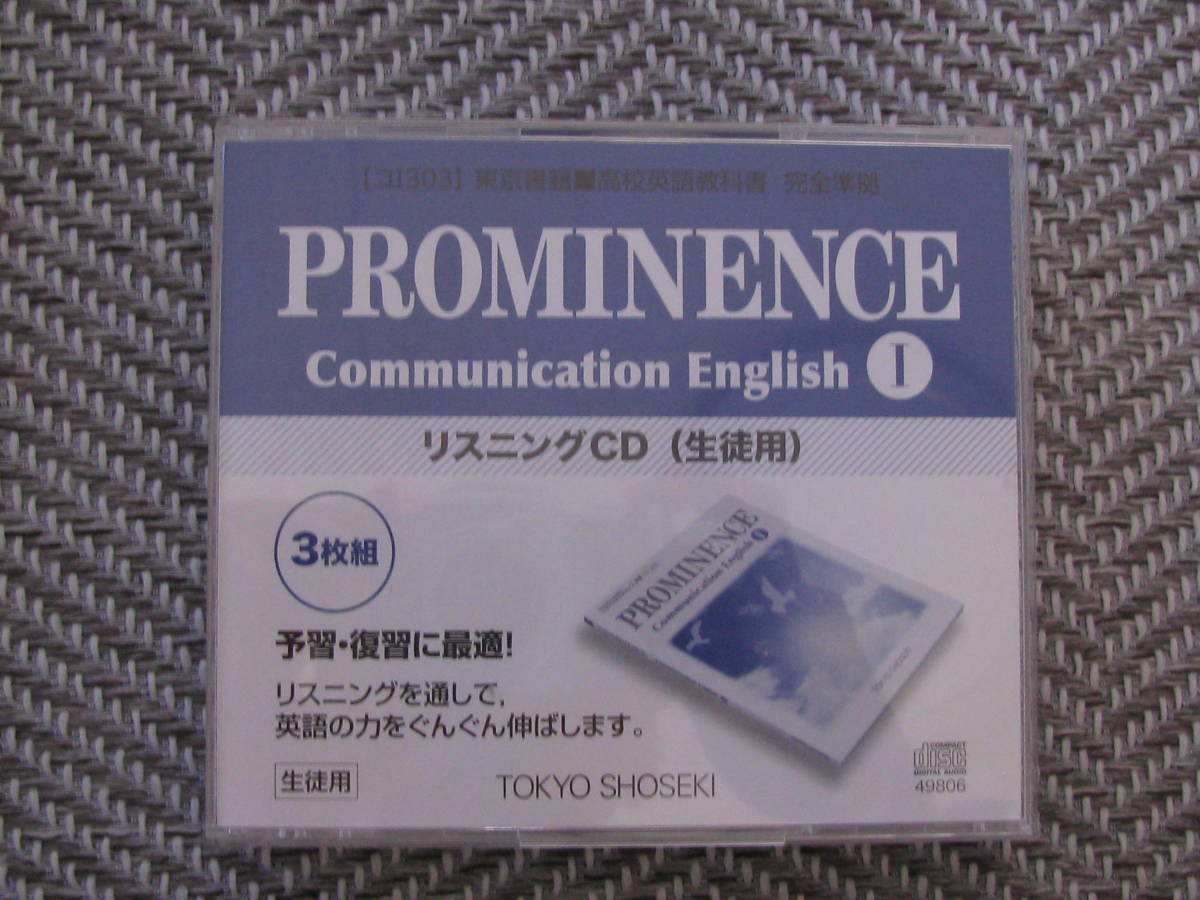 ［コI303］ 東京書籍■高校英語教科書 完全準拠
PROMINENCE
Communication English I
リスニングCD（生徒用）
3枚組
予習・復習に最適!
リスニングを通して,
英語の力をぐんぐん伸ばします。
生徒用
TOKYO SHOSEKI
PROMINENCE
Communication English I
COMPACT
disc
DIGITAL AUDIO
49806